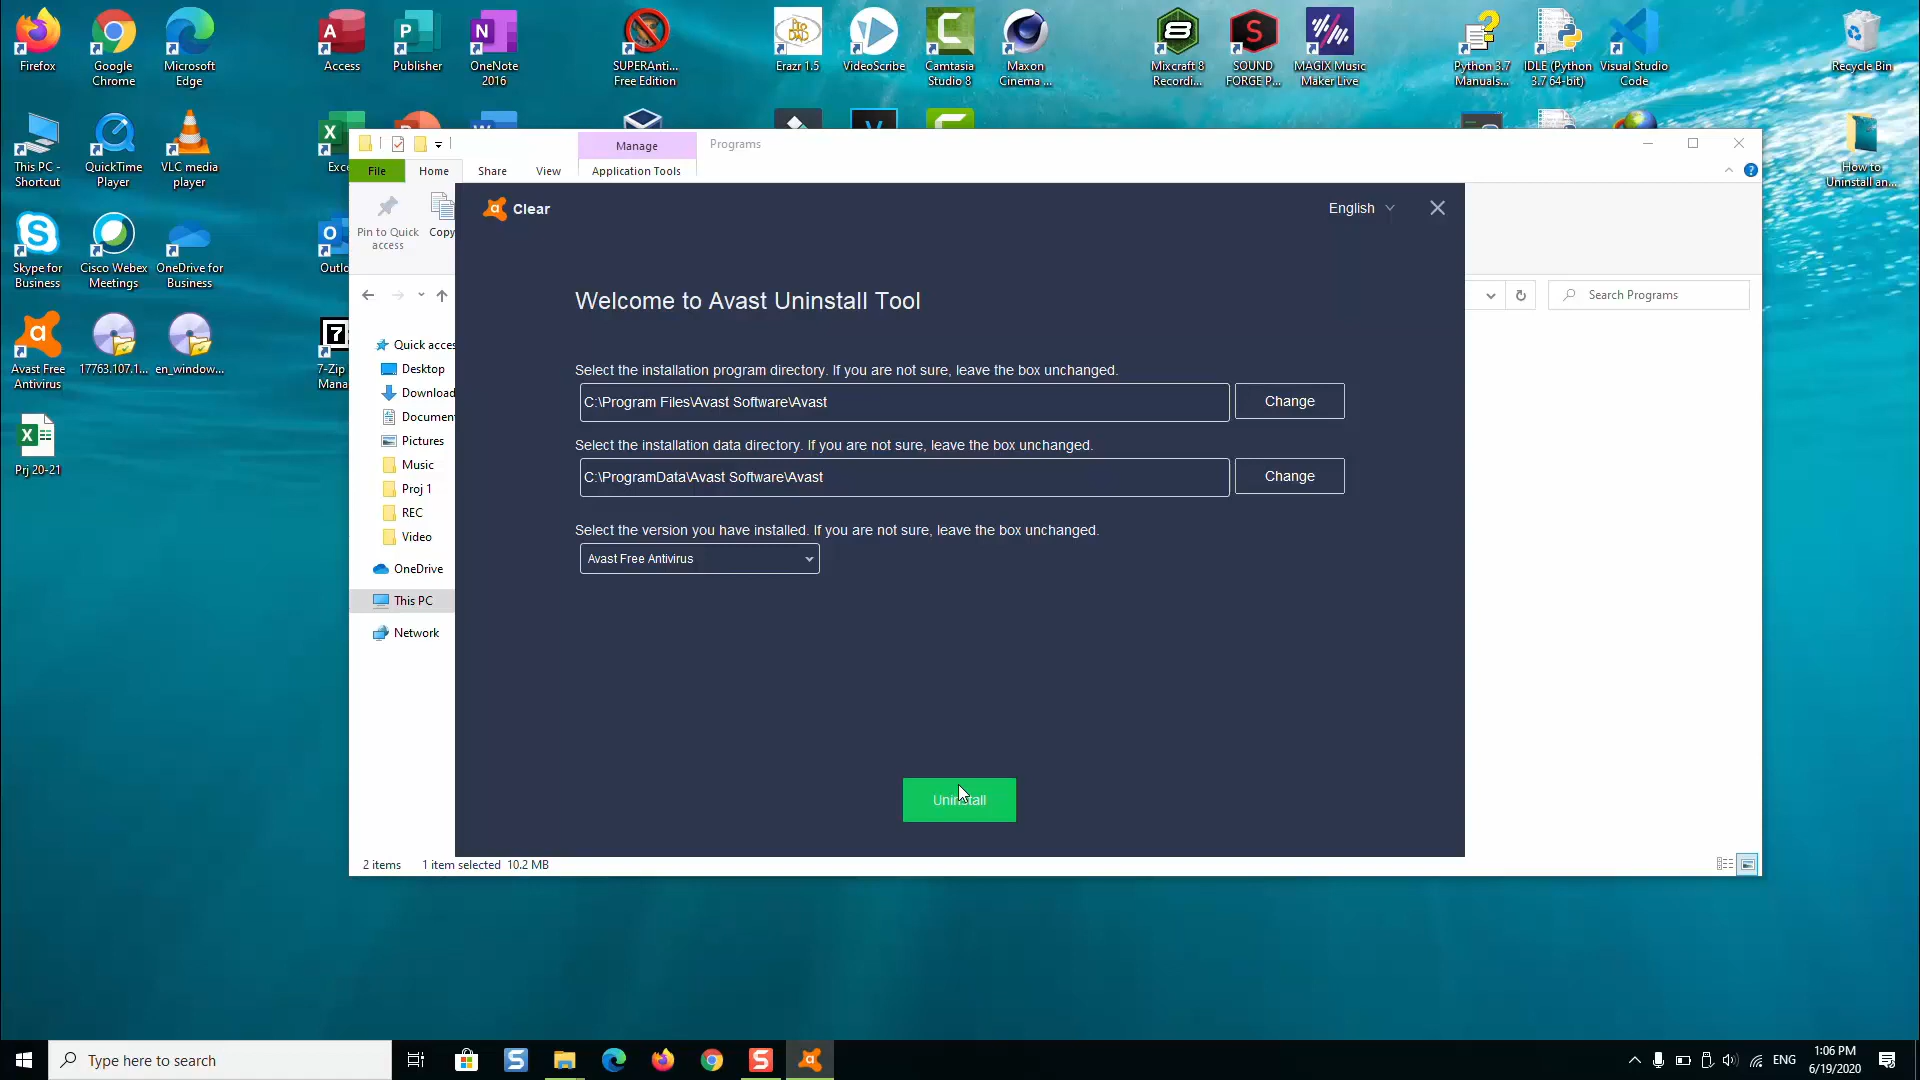 Firefox
Google
Chrome
Microsoft
Edge
Access
Publisher
OneNote
2016
SUPERAnti...
Free Edition
Erazr 1.5
VideoScribe
Camtasia
Studio 8
Maxon
Cinema ...
Mixcraft 8
Recordi...
SOUND
FORGE P...
MAGIX Music
Maker Live
Python 3.7
Manuals...
IDLE (Python
3.7 64-bit)
Visual Studio
Code
Recycle Bin
This PC -
Shortcut
QuickTime
Player
VLC media
player
Exce
How to
Uninstall an...
Skype for
Business
Cisco Webex
Meetings
OneDrive for
Business
Outlo
Avast Free
Antivirus
17763.107.1...
en_window...
7-Zip
Mana
Prj 20-21
Manage
Programs
File
Home
Share
View
Application Tools
Pin to Quick
access
Copy
Search Programs
Quick acces
Desktop
Download
Documen
Pictures
Music
Proj 1
REC
Video
OneDrive
This PC
Network
2 items
1 item selected 10.2 MB
Clear
English
Welcome to Avast Uninstall Tool
Select the installation program directory. If you are not sure, leave the box unchanged.
C:\Program Files\Avast Software\Avast
Change
Select the installation data directory. If you are not sure, leave the box unchanged.
C:\ProgramData\Avast Software\Avast
Change
Select the version you have installed. If you are not sure, leave the box unchanged.
Avast Free Antivirus
Uninstall
Type here to search
ENG
1:06 PM
6/19/2020